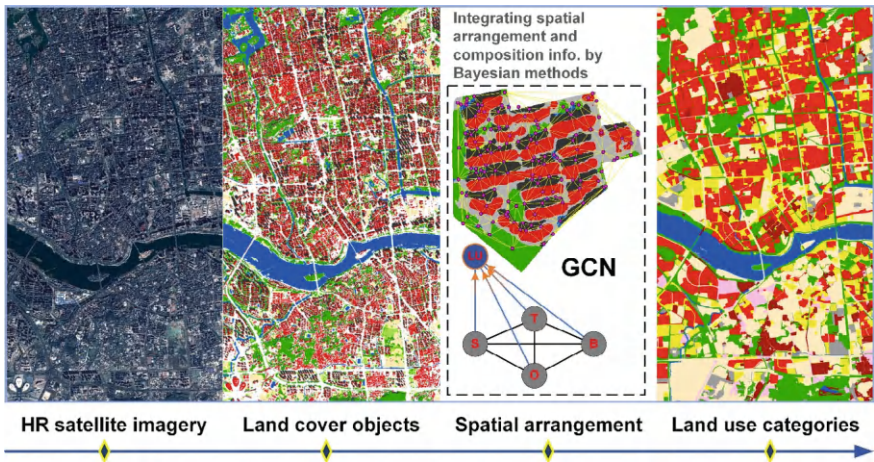 Integrating spatial
arrangement and
composition info. by
Bayesian methods
LU
GCN
T
S
B
O
HR satellite imagery
Land cover objects
Spatial arrangement
Land use categories